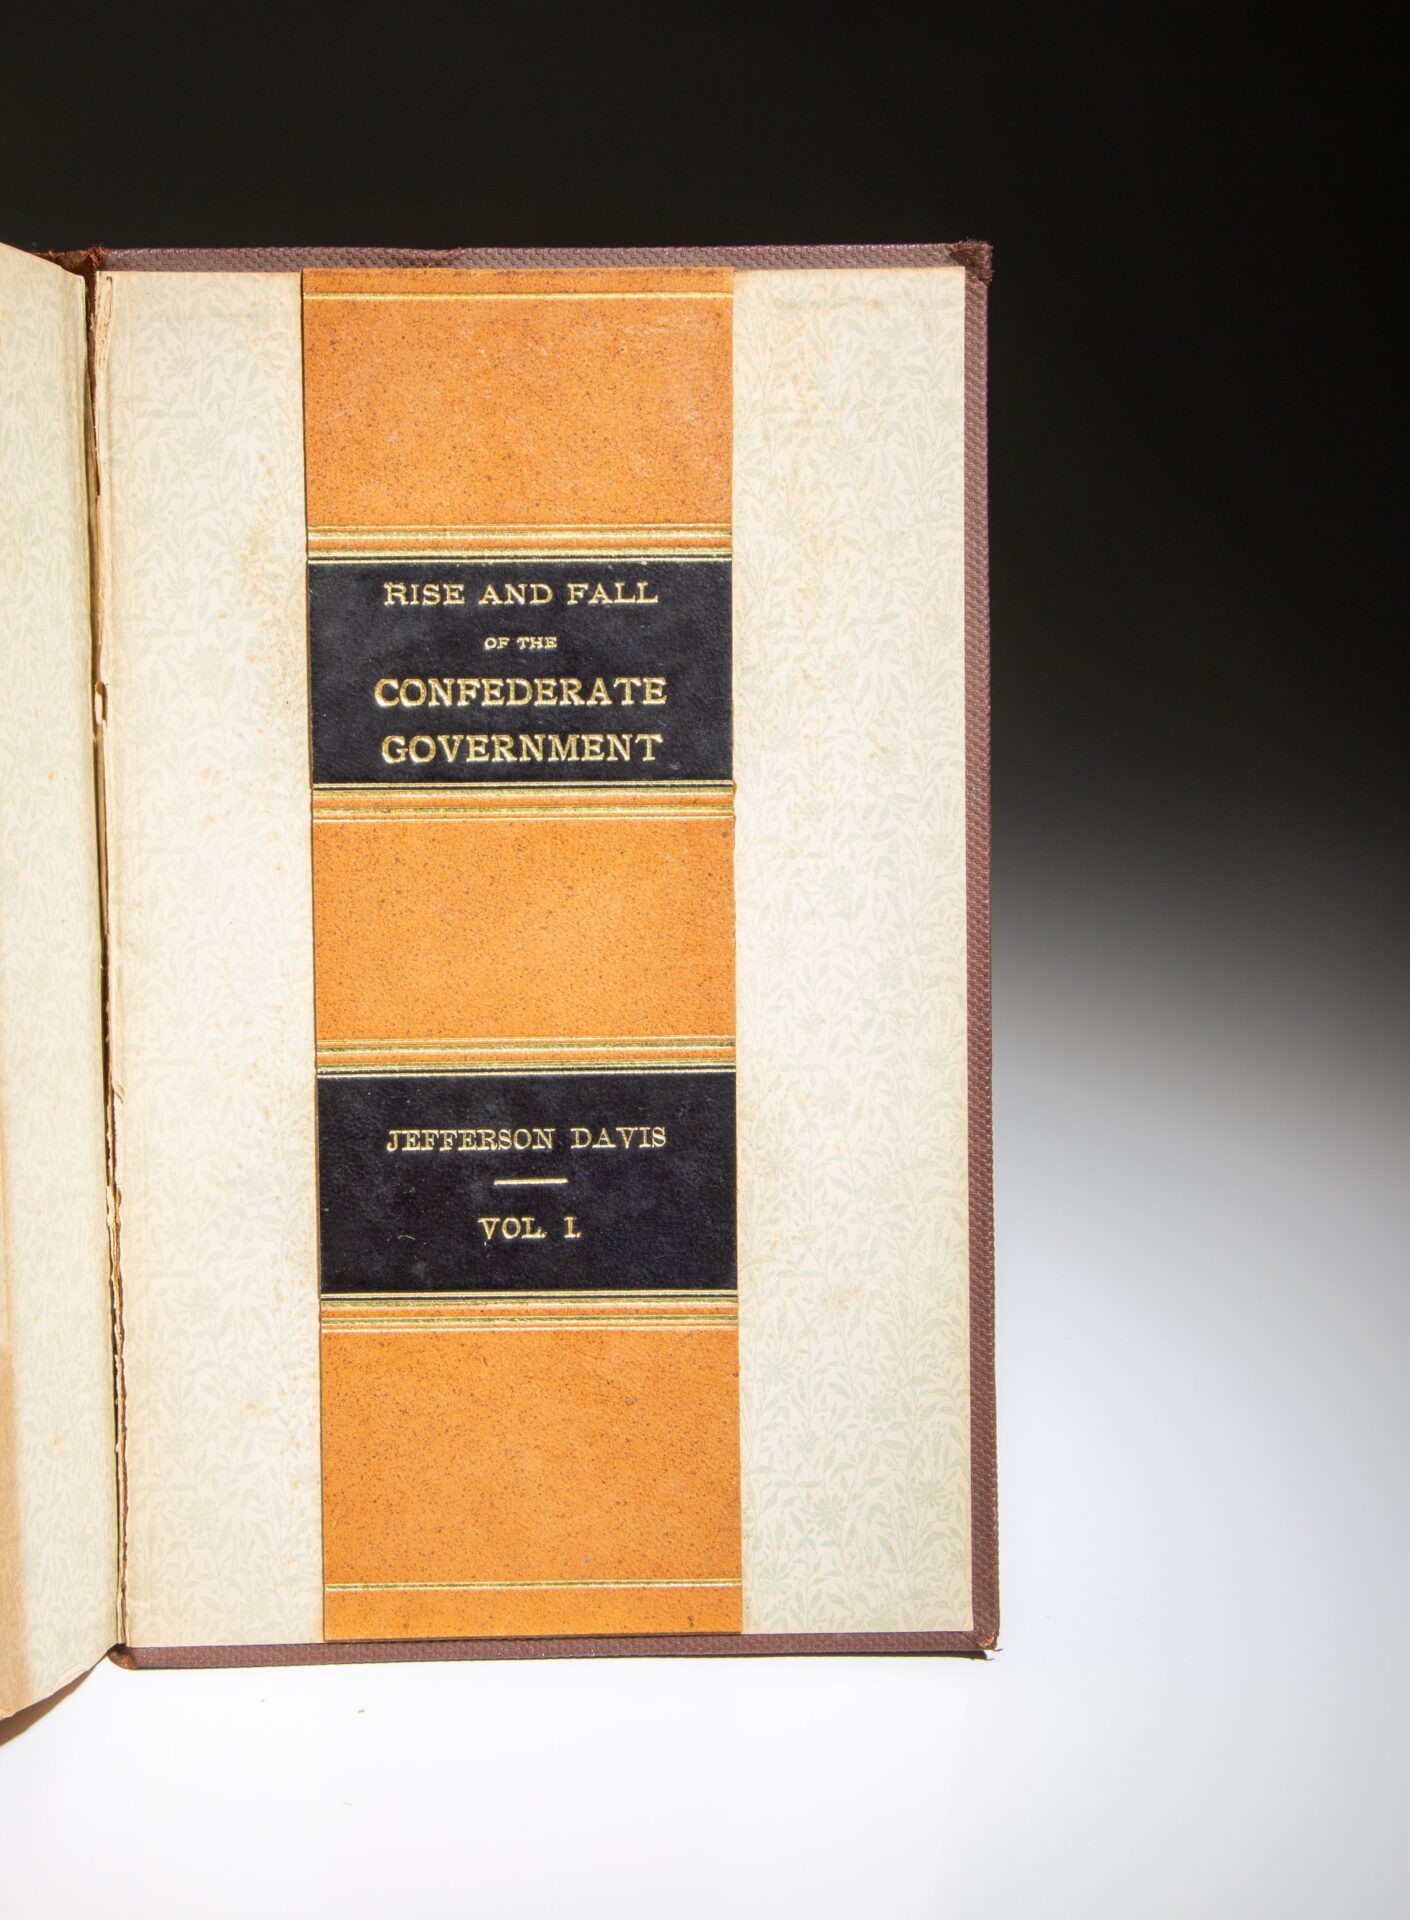 RISE AND FALL
OF THE
CONFEDERATE
GOVERNMENT
JEFFERSON DAVIS
VOL. I.